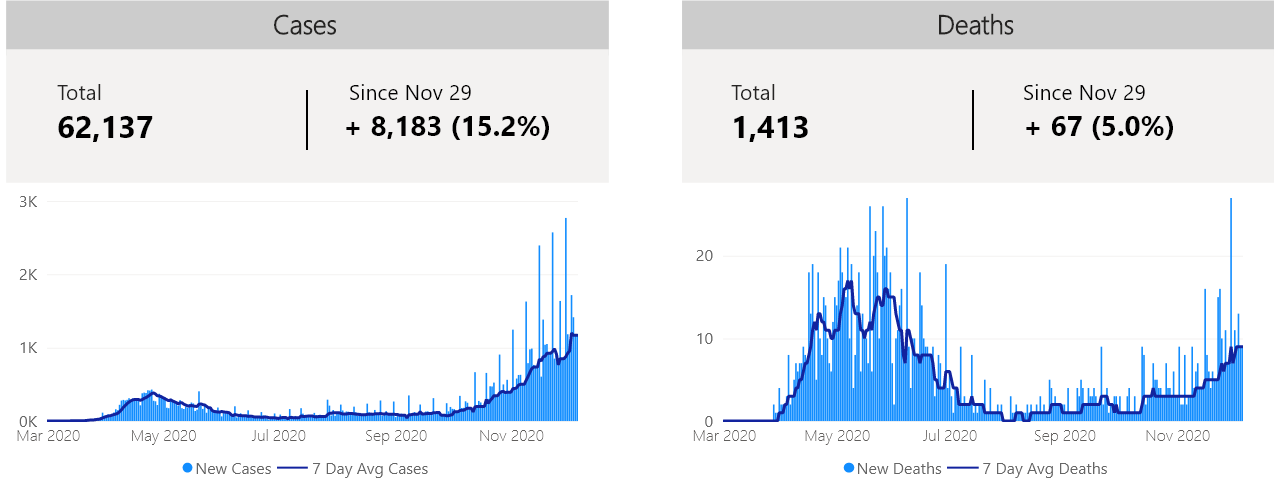 Cases
Total
62,137
Since Nov 29
+ 8,183 (15.2%)
3K
2K
1K
0K
Mar 2020 May 2020 Jul 2020 Sep 2020 Nov 2020
New Cases 7 Day Avg Cases
Deaths
Total
1,413
Since Nov 29
+ 67 (5.0%)
20
10
0
Mar 2020 May 2020 Jul 2020 Sep 2020 Nov 2020
New Deaths 7 Day Avg Deaths